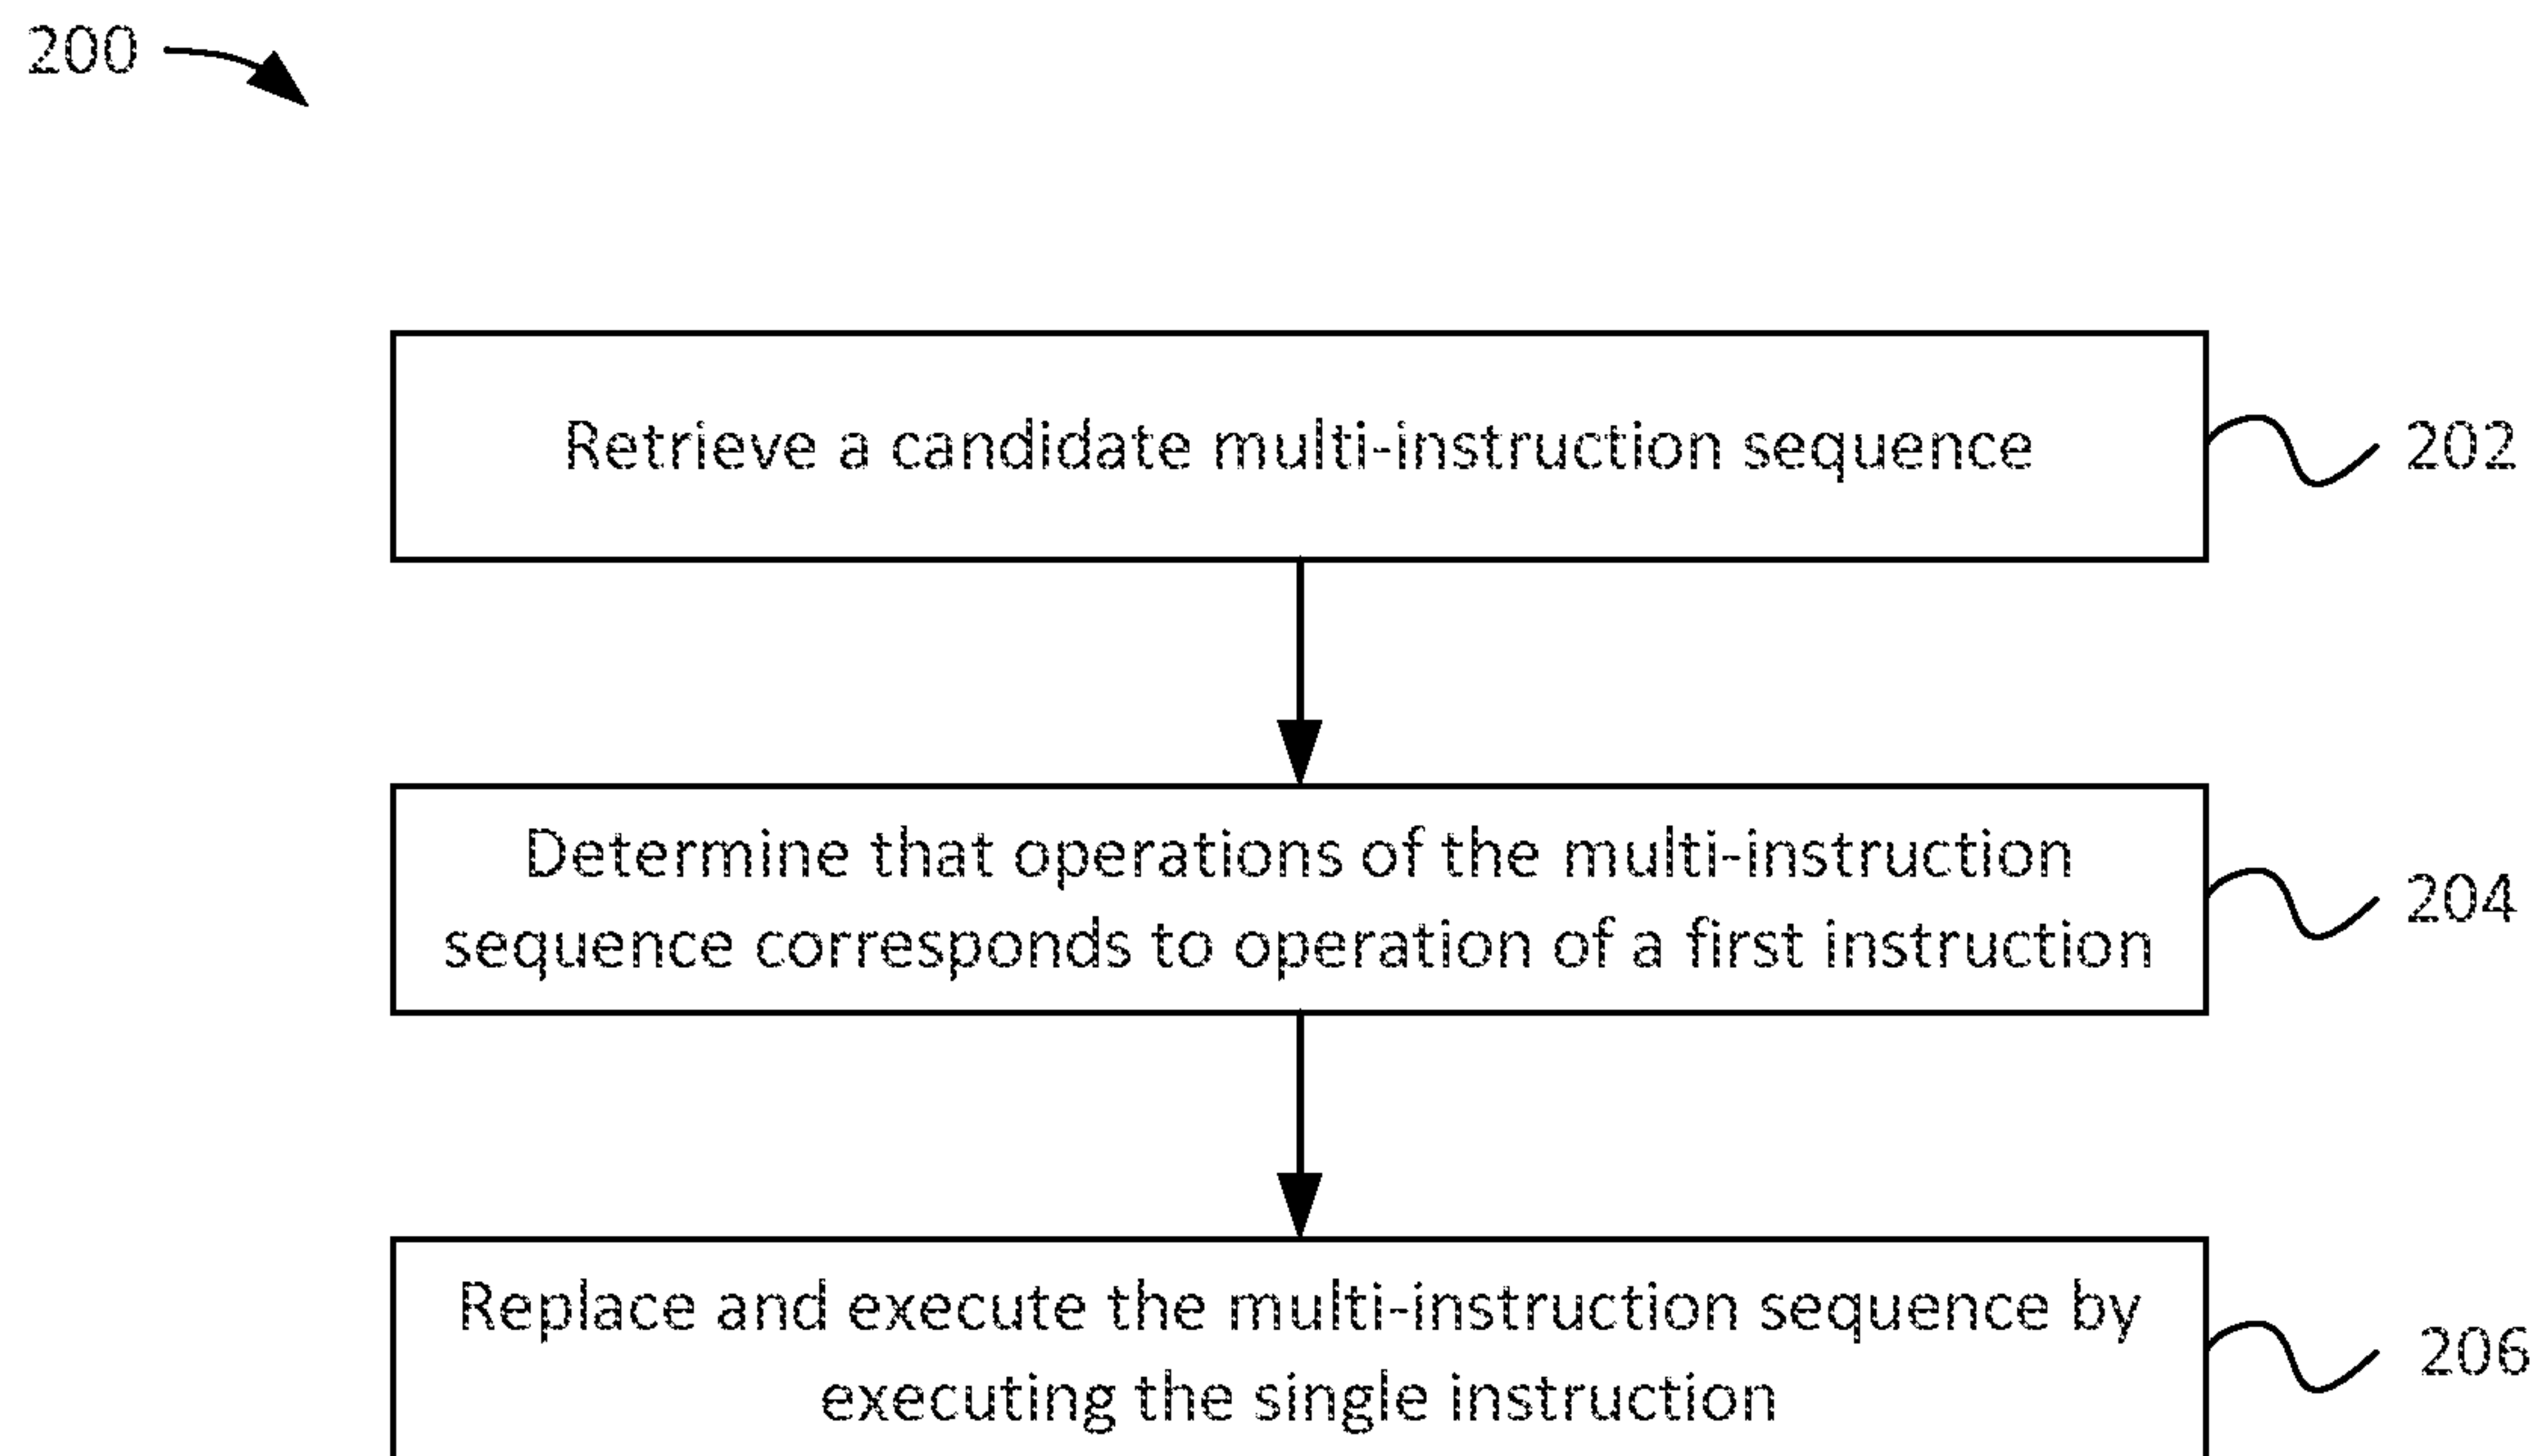 200
Retrieve a candidate multi-instruction sequence
202
Determine that operations of the multi-instruction
sequence corresponds to operation of a first instruction
204
Replace and execute the multi-instruction sequence by
executing the single instruction
206